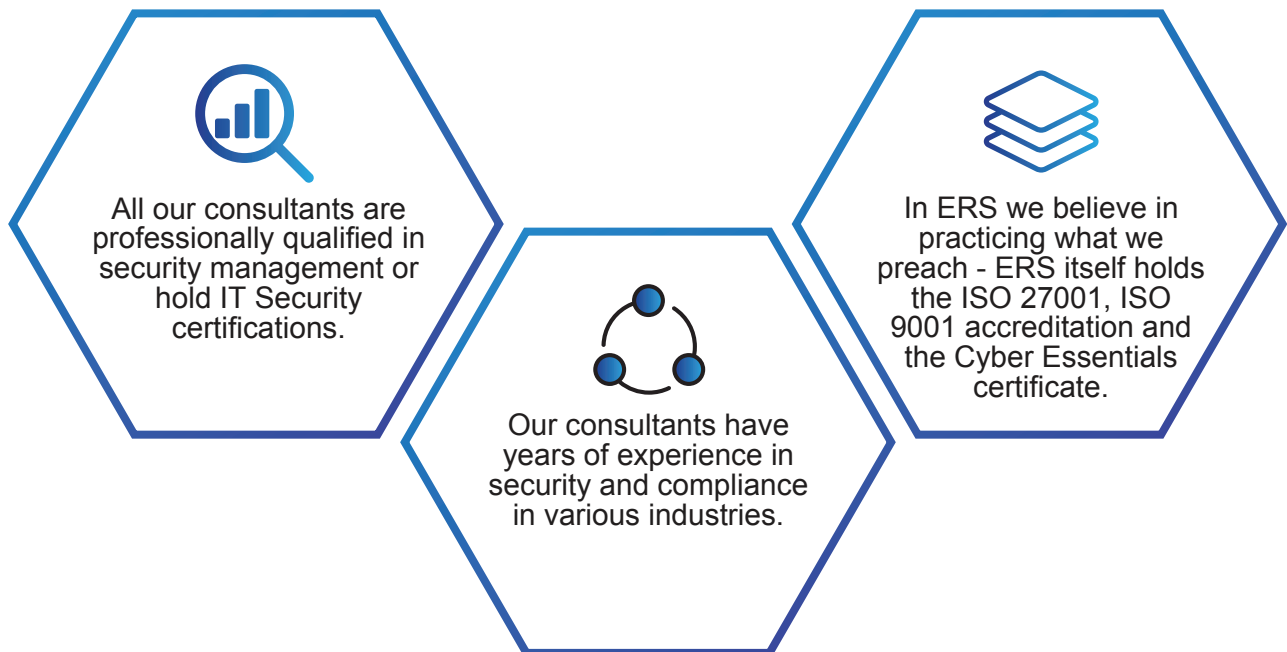 All our consultants are
professionally qualified in
security management or
hold IT Security
certifications.
Our consultants have
years of experience in
security and compliance
in various industries.
In ERS we believe in
practicing what we
preach - ERS itself holds
the ISO 27001, ISO
9001 accreditation and
the Cyber Essentials
certificate.